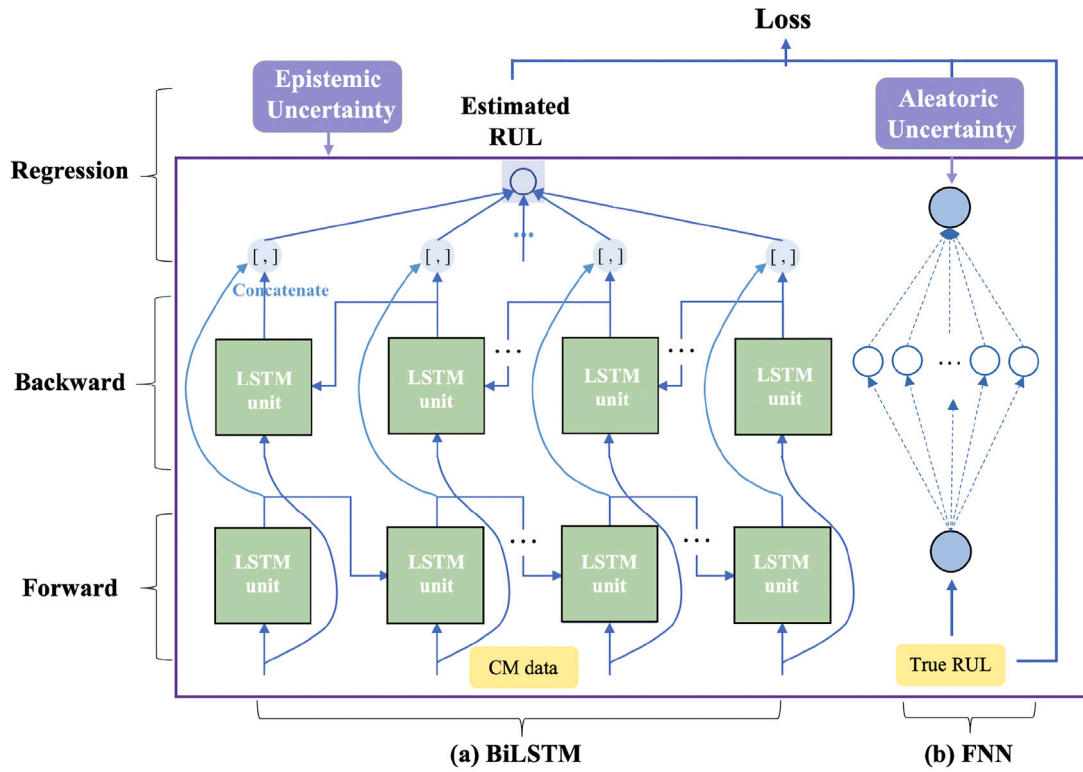 Loss
Epistemic
Uncertainty
Estimated
RUL
Aleatoric
Uncertainty
Regression
[ , ]
[ , ]
...
[ , ]
[ , ]
Concatenate
Backward
LSTM
unit
LSTM
unit
...
LSTM
unit
...
LSTM
unit
...
Forward
LSTM
unit
LSTM
unit
...
LSTM
unit
...
LSTM
unit
CM data
True RUL
(a) BiLSTM
(b) FNN